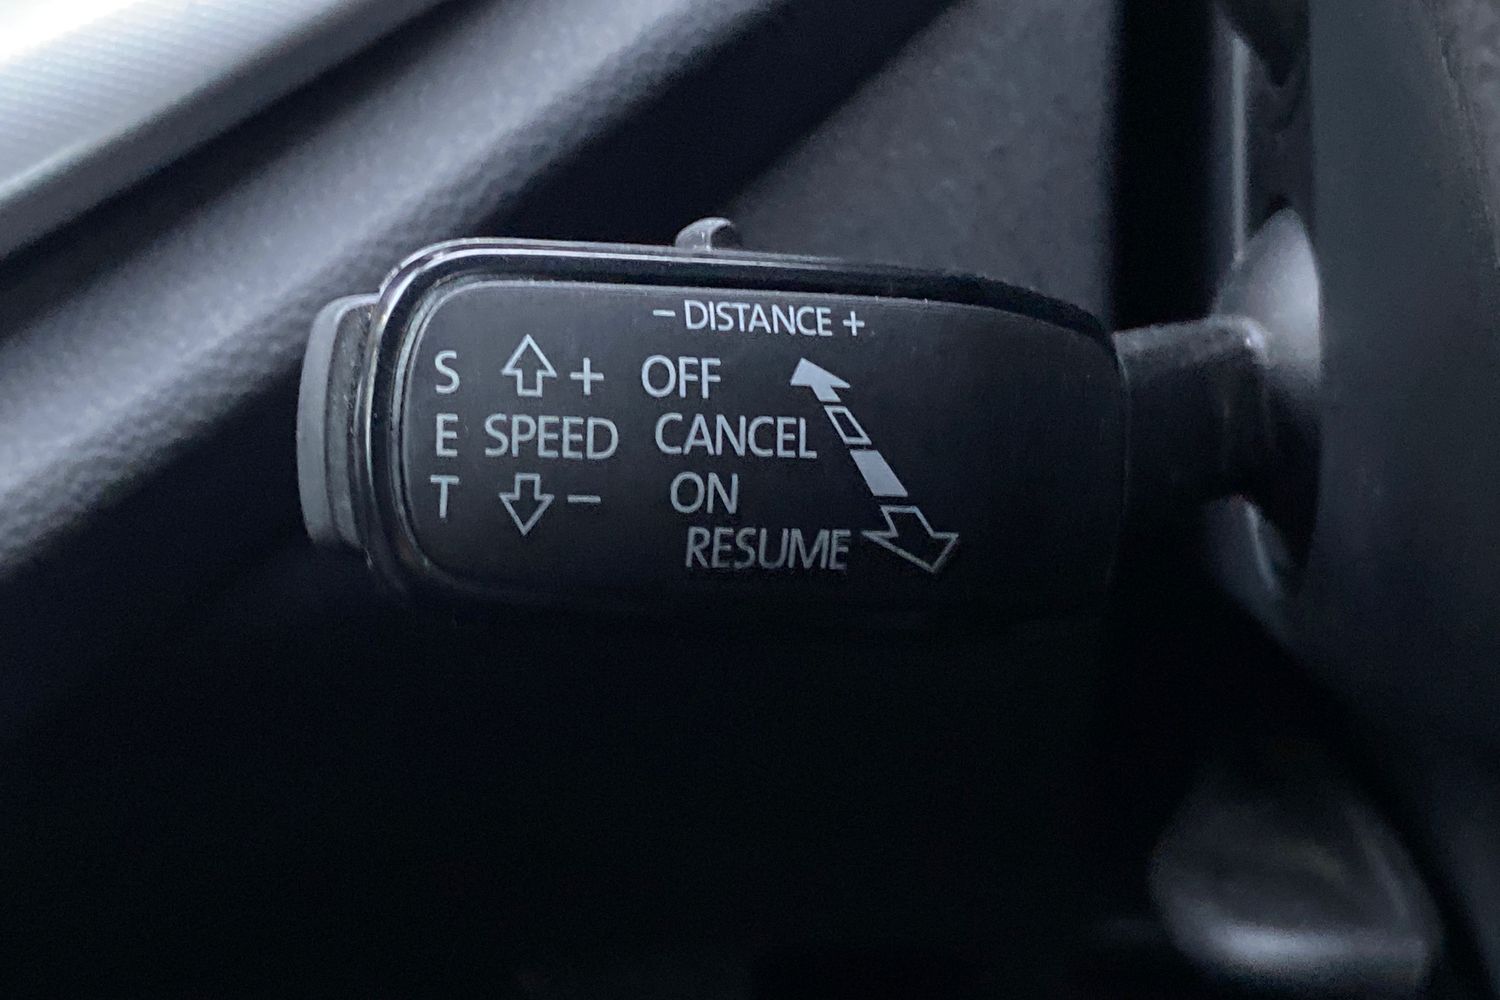 − DISTANCE +
S + OFF
E SPEED CANCEL
T − ON
RESUME